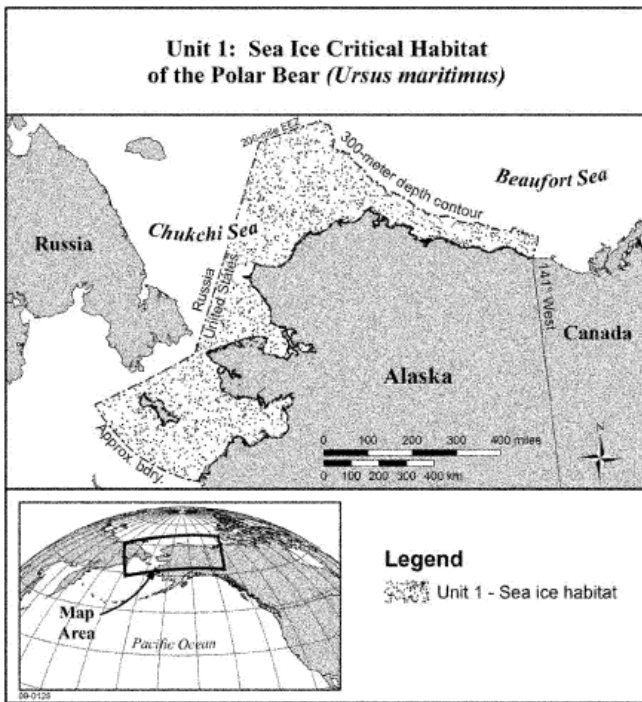 Unit 1: Sea Ice Critical Habitat
of the Polar Bear (Ursus maritimus)
200-mile EEZ
300-meter depth contour
Beaufort Sea
Chukchi Sea
Russia
Russia
United States
141 West
Canada
Alaska
Approx. bdry.
N
0 100 200 300 400 miles
0 100 200 300 400 km
Map
Area
Pacific Ocean
Legend
Unit 1 - Sea ice habitat
09-0126